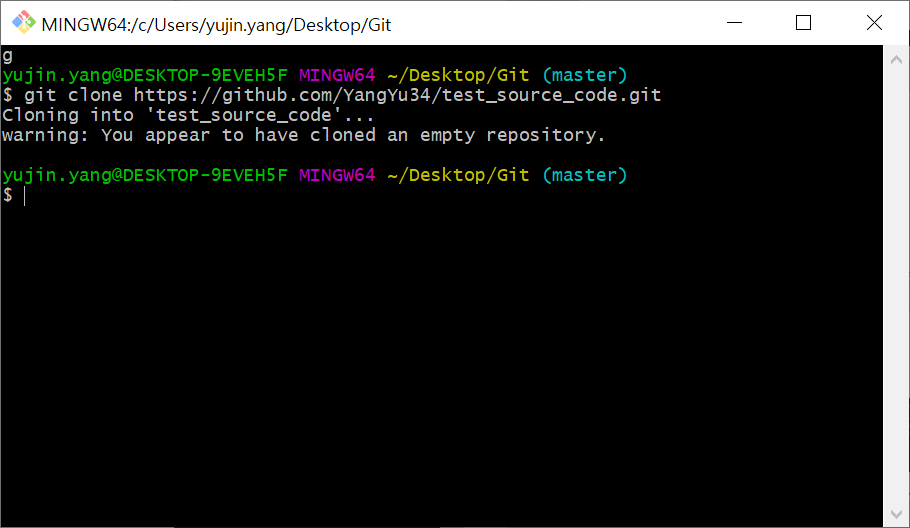 MINGW64:/c/Users/yujin.yang/Desktop/Git
g
yujin.yang@DESKTOP-9EVEH5F MINGW64 ~/Desktop/Git (master)
$ git clone https://github.com/YangYu34/test_source_code.git
Cloning into 'test_source_code'...
warning: You appear to have cloned an empty repository.
yujin.yang@DESKTOP-9EVEH5F MINGW64 ~/Desktop/Git (master)
$